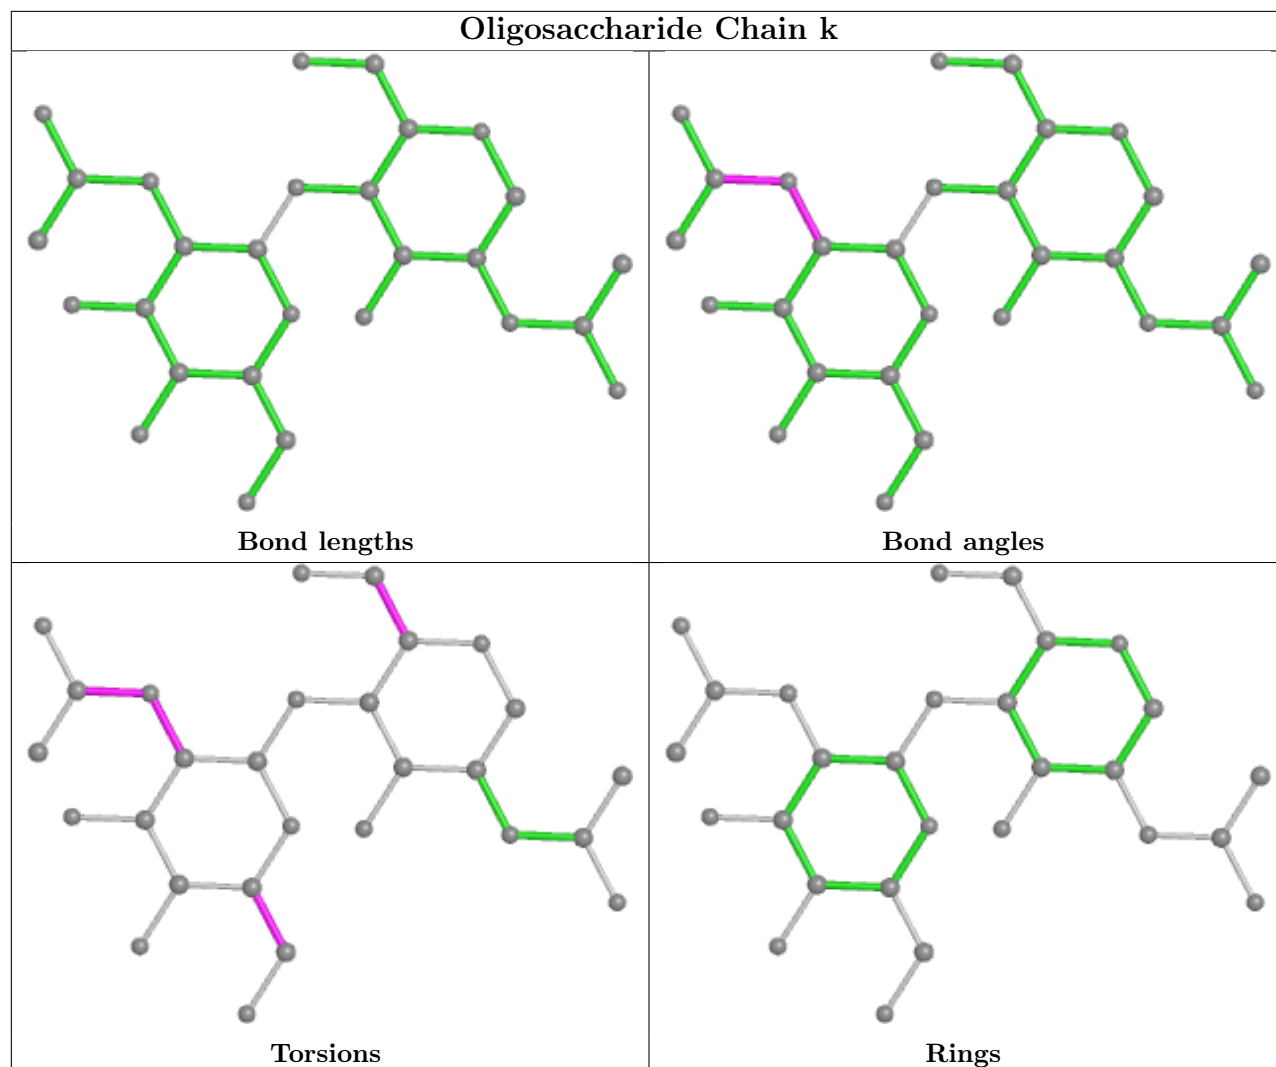 Oligosaccharide Chain k
Bond lengths
Bond angles
Torsions
Rings